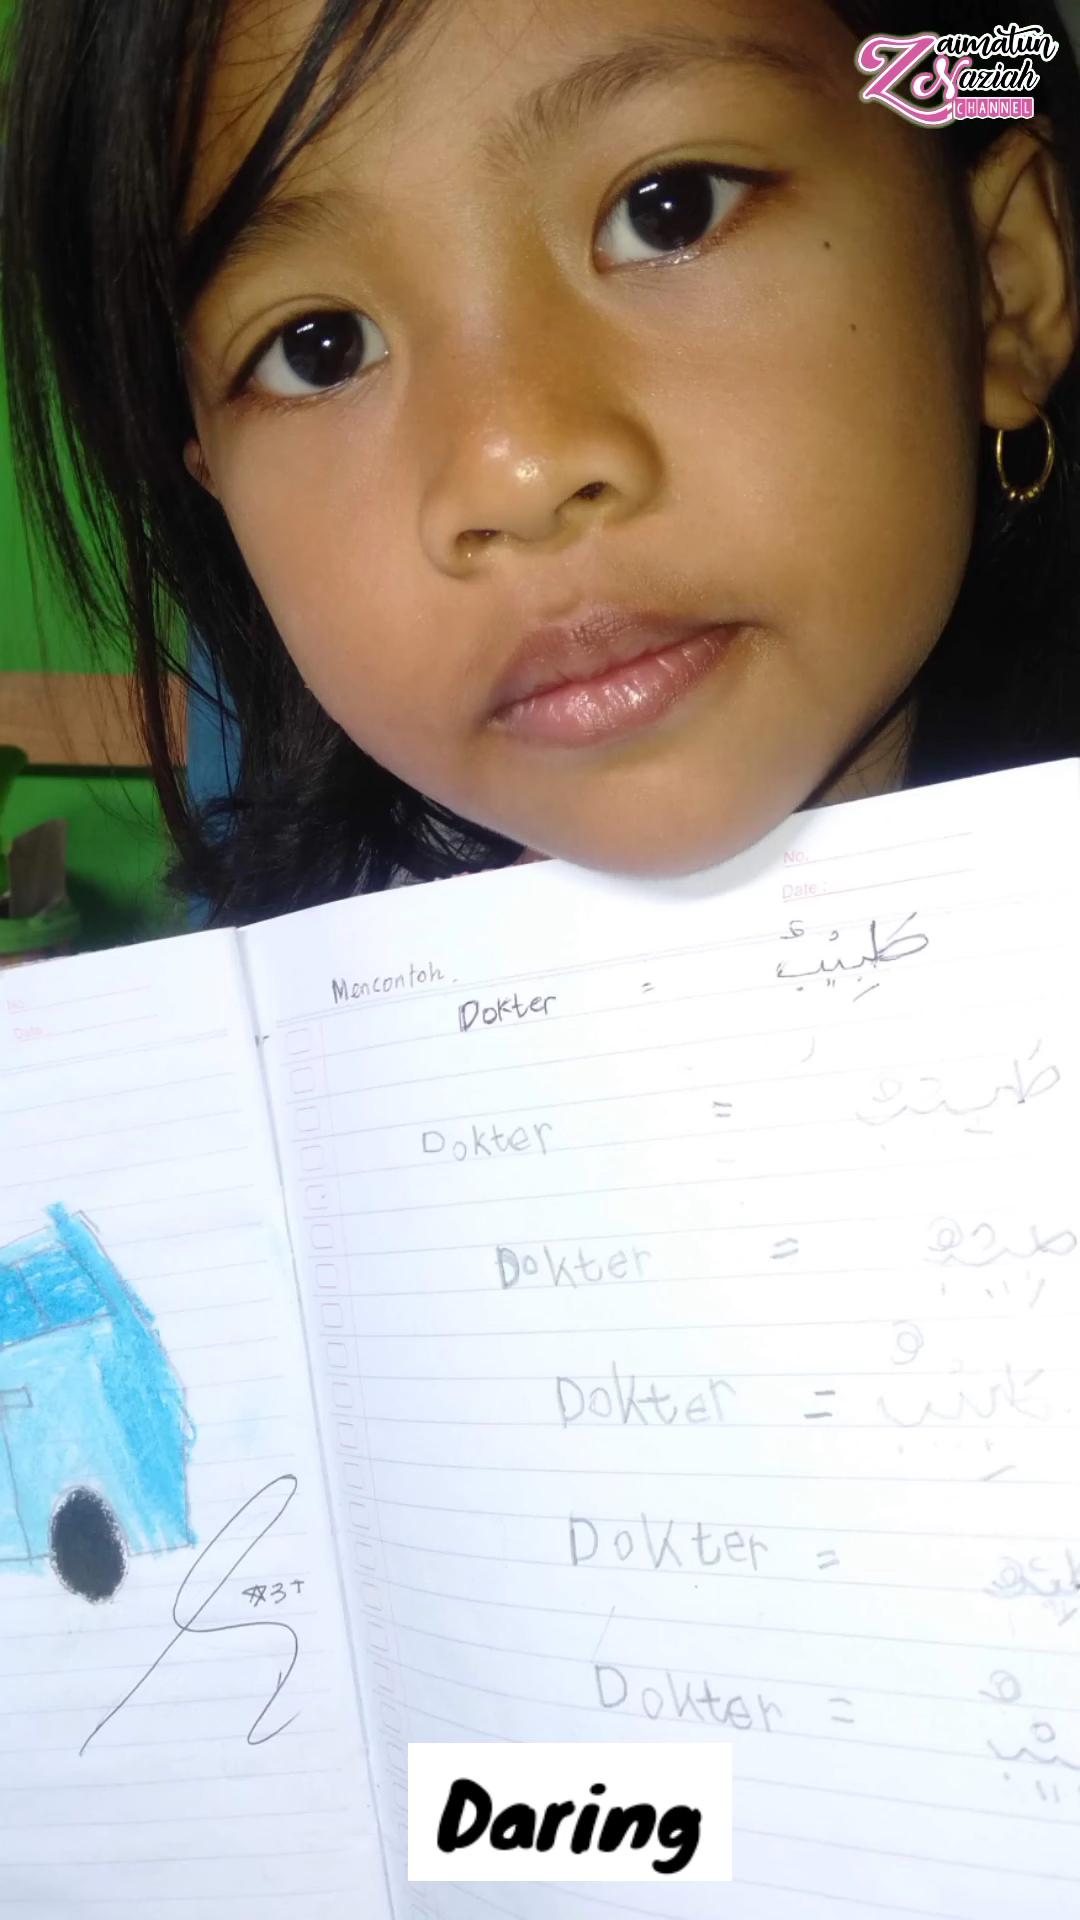 Zaimatun
Naziah
CHANNEL
No.
Date :
Mencontoh.
Dokter = طَبِيْبٌ
No.
Date
Dokter =
Dokter =
Dokter =
Dokter =
Dokter =
Daring